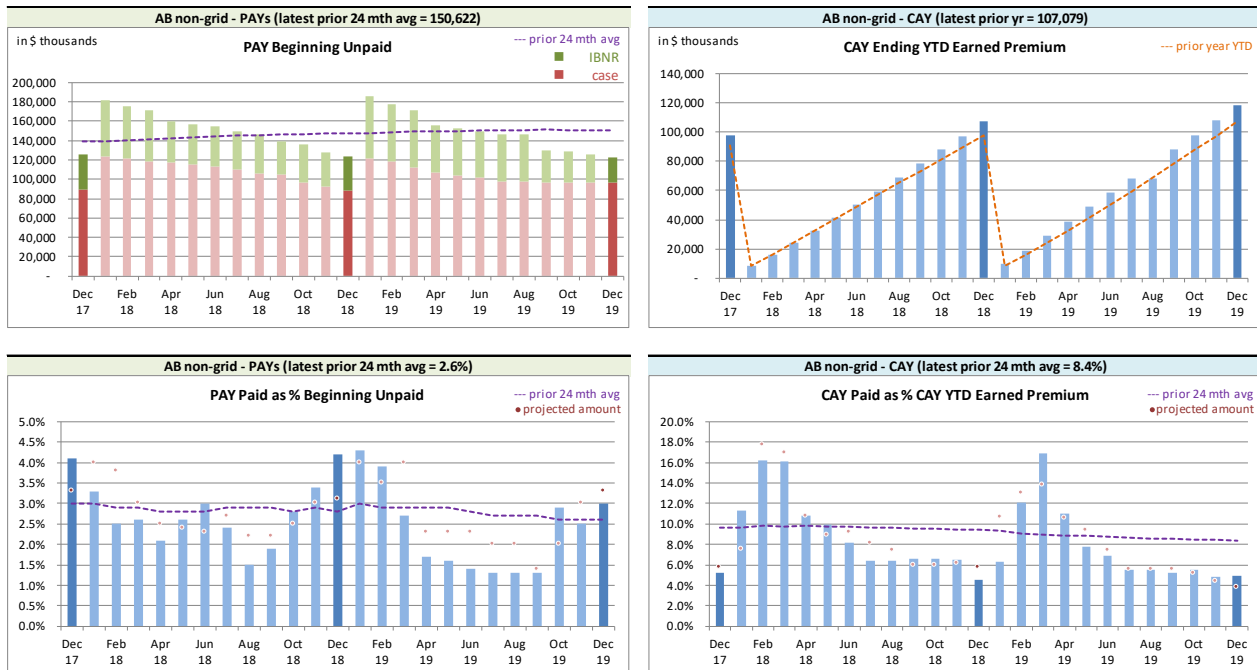 AB non-grid - PAYs (latest prior 24 mth avg = 150,622)
in $ thousands
PAY Beginning Unpaid
--- prior 24 mth avg
IBNR
case
200,000
180,000
160,000
140,000
120,000
100,000
80,000
60,000
40,000
20,000
-
Dec Feb Apr Jun Aug Oct Dec Feb Apr Jun Aug Oct Dec
17 18 18 18 18 18 18 19 19 19 19 19 19
AB non-grid - CAY (latest prior yr = 107,079)
in $ thousands
CAY Ending YTD Earned Premium
--- prior year YTD
140,000
120,000
100,000
80,000
60,000
40,000
20,000
-
Dec Feb Apr Jun Aug Oct Dec Feb Apr Jun Aug Oct Dec
17 18 18 18 18 18 18 19 19 19 19 19 19
AB non-grid - PAYs (latest prior 24 mth avg = 2.6%)
PAY Paid as % Beginning Unpaid
--- prior 24 mth avg
• projected amount
5.0%
4.5%
4.0%
3.5%
3.0%
2.5%
2.0%
1.5%
1.0%
0.5%
0.0%
Dec Feb Apr Jun Aug Oct Dec Feb Apr Jun Aug Oct Dec
17 18 18 18 18 18 18 19 19 19 19 19 19
AB non-grid - CAY (latest prior 24 mth avg = 8.4%)
CAY Paid as % CAY YTD Earned Premium
--- prior 24 mth avg
• projected amount
20.0%
18.0%
16.0%
14.0%
12.0%
10.0%
8.0%
6.0%
4.0%
2.0%
0.0%
Dec Feb Apr Jun Aug Oct Dec Feb Apr Jun Aug Oct Dec
17 18 18 18 18 18 18 19 19 19 19 19 19